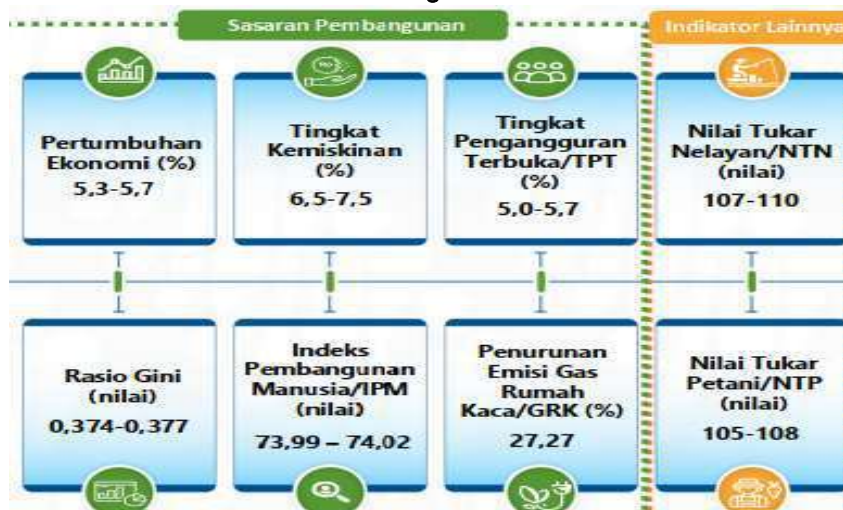 Sasaran Pembangunan
Indikator Lainnya
Pertumbuhan
Ekonomi (%)
5,3-5,7
Tingkat
Kemiskinan
(%)
6,5-7,5
Tingkat
Pengangguran
Terbuka/TPT
(%)
5,0-5,7
Nilai Tukar
Nelayan/NTN
(nilai)
107-110
Rasio Gini
(nilai)
0,374-0,377
Indeks
Pembangunan
Manusia/IPM
(nilai)
73,99 – 74,02
Penurunan
Emisi Gas
Rumah
Kaca/GRK (%)
27,27
Nilai Tukar
Petani/NTP
(nilai)
105-108